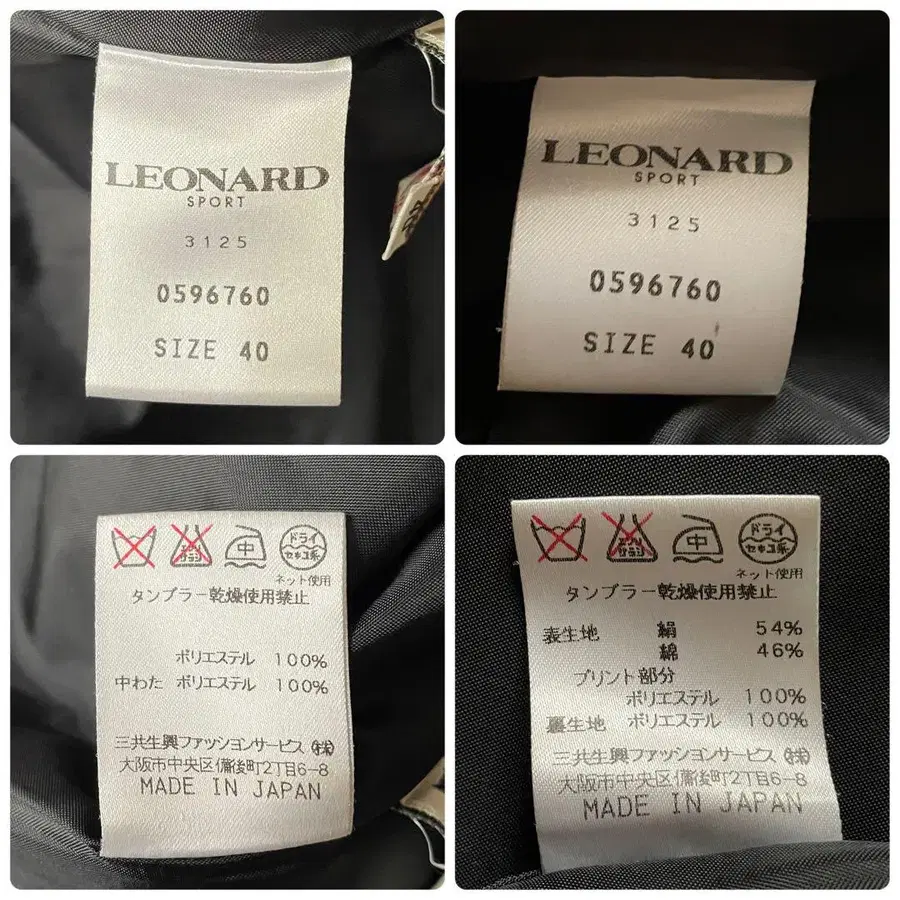 LEONARD
SPORT
3125
0596760
SIZE 40
LEONARD
SPORT
3125
0596760
SIZE 40
エンソ
サラシ
中
ドライ
セキユ系
ネット使用
タンブラー乾燥使用禁止
ポリエステル 100%
中わた ポリエステル 100%
三共生興ファッションサービス㈱
大阪市中央区備後町2丁目6-8
MADE IN JAPAN
エンソ
サラシ
中
ドライ
セキユ系
ネット使用
タンブラー乾燥使用禁止
表生地 絹 54%
綿 46%
プリント部分
ポリエステル 100%
裏生地 ポリエステル 100%
三共生興ファッションサービス㈱
大阪市中央区備後町2丁目6-8
MADE IN JAPAN